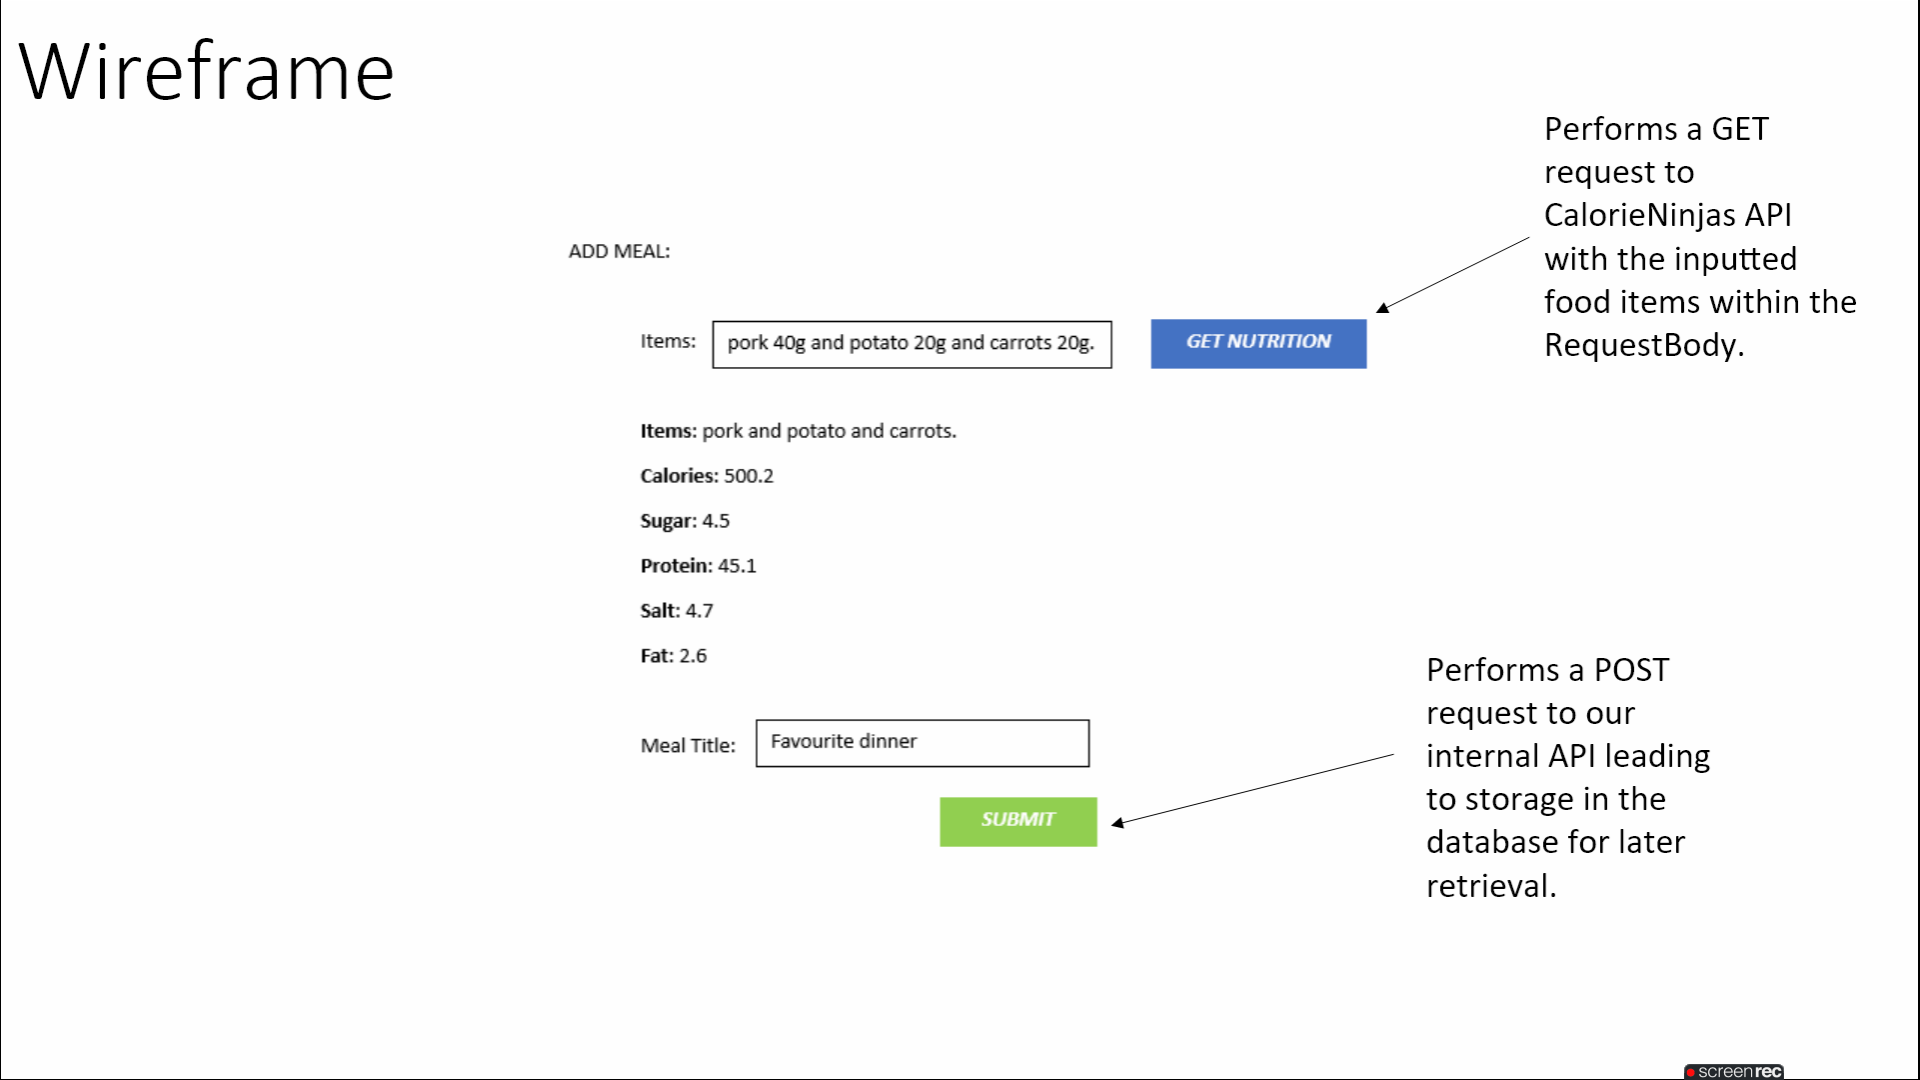 Wireframe
Performs a GET
request to
CalorieNinjas API
with the inputted
food items within the
RequestBody.
ADD MEAL:
Items: pork 40g and potato 20g and carrots 20g. GET NUTRITION
Items: pork and potato and carrots.
Calories: 500.2
Sugar: 4.5
Protein: 45.1
Salt: 4.7
Fat: 2.6
Meal Title: Favourite dinner
SUBMIT
Performs a POST
request to our
internal API leading
to storage in the
database for later
retrieval.
screenrec